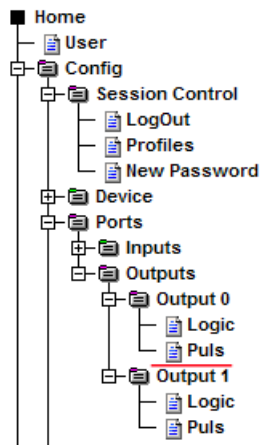 Home
User
Config
Session Control
LogOut
Profiles
New Password
Device
Ports
Inputs
Outputs
Output 0
Logic
Puls
Output 1
Logic
Puls